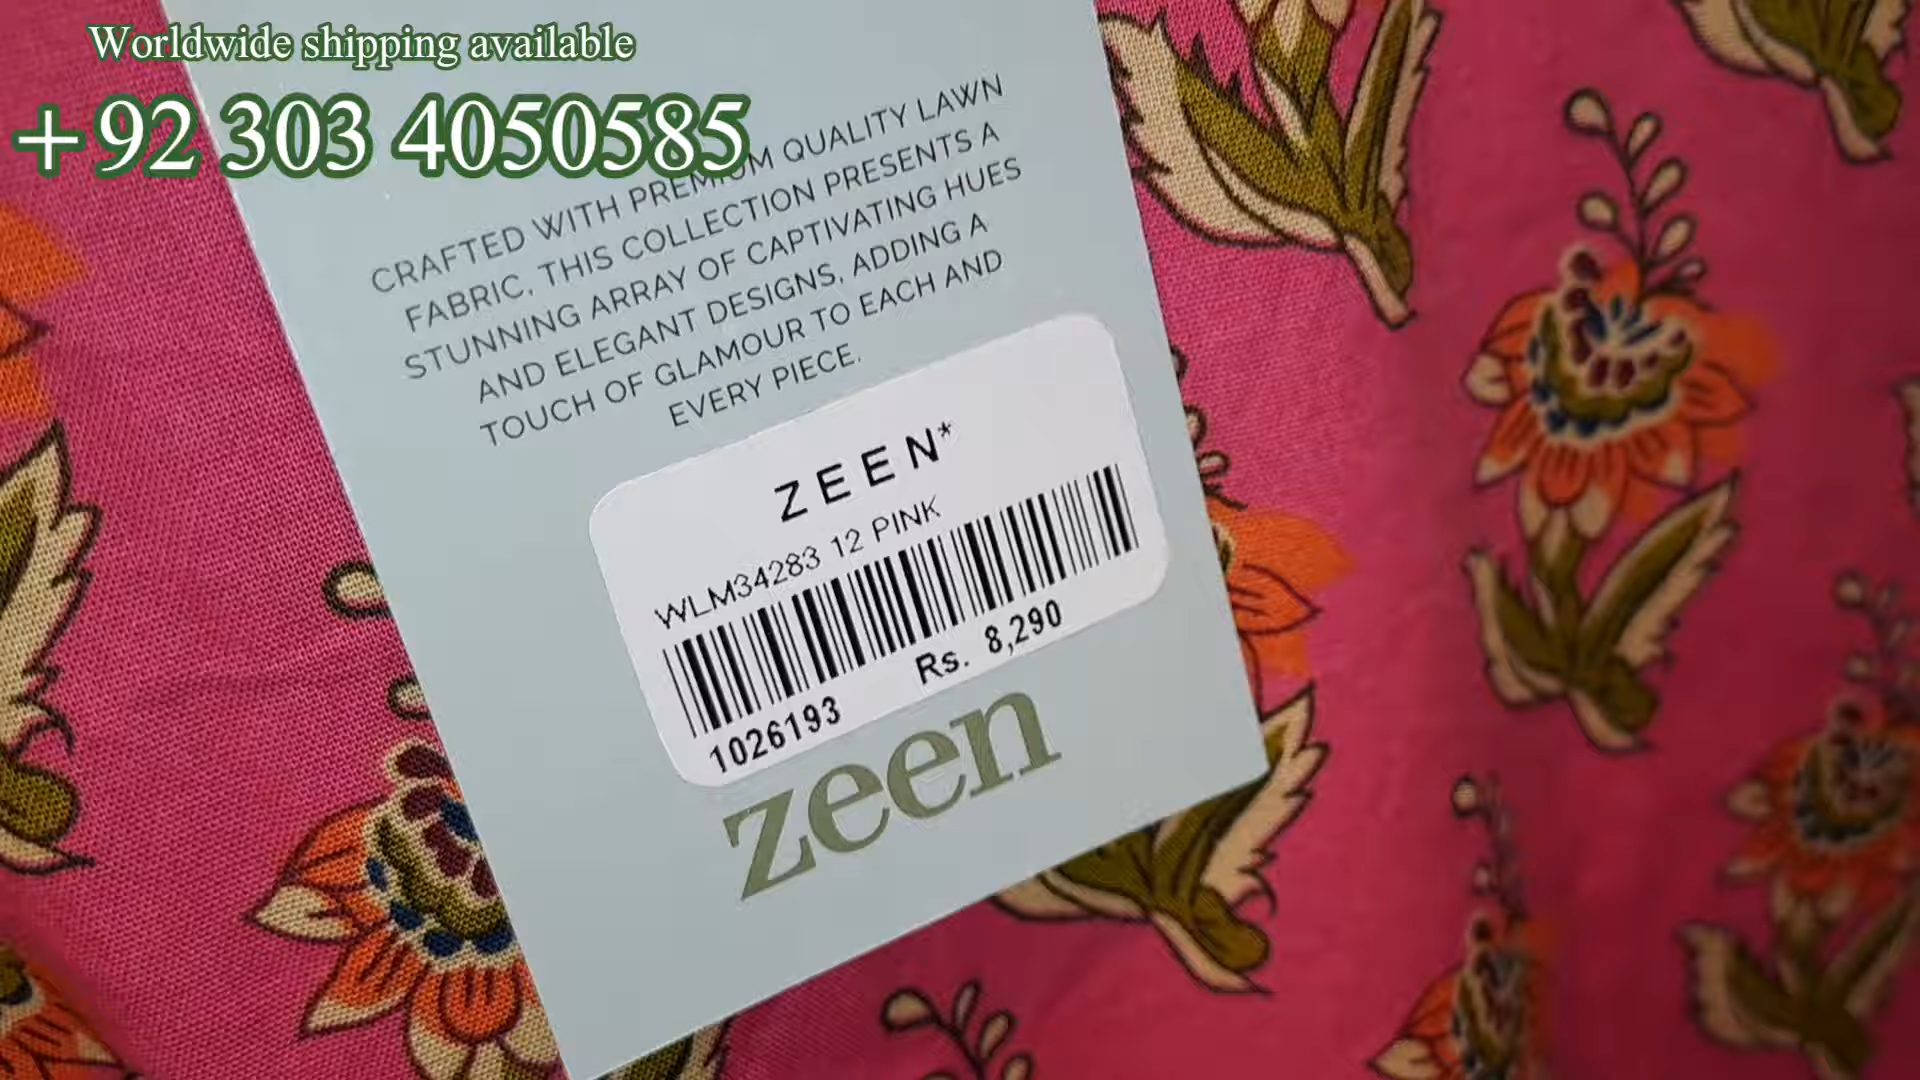 Worldwide shipping available
+92 303 4050585
CRAFTED WITH PREMIUM QUALITY LAWN
FABRIC, THIS COLLECTION PRESENTS A
STUNNING ARRAY OF CAPTIVATING HUES
AND ELEGANT DESIGNS, ADDING A
TOUCH OF GLAMOUR TO EACH AND
EVERY PIECE.
ZEEN*
WLM34283 12 PINK
1026193 Rs. 8,290
zeen